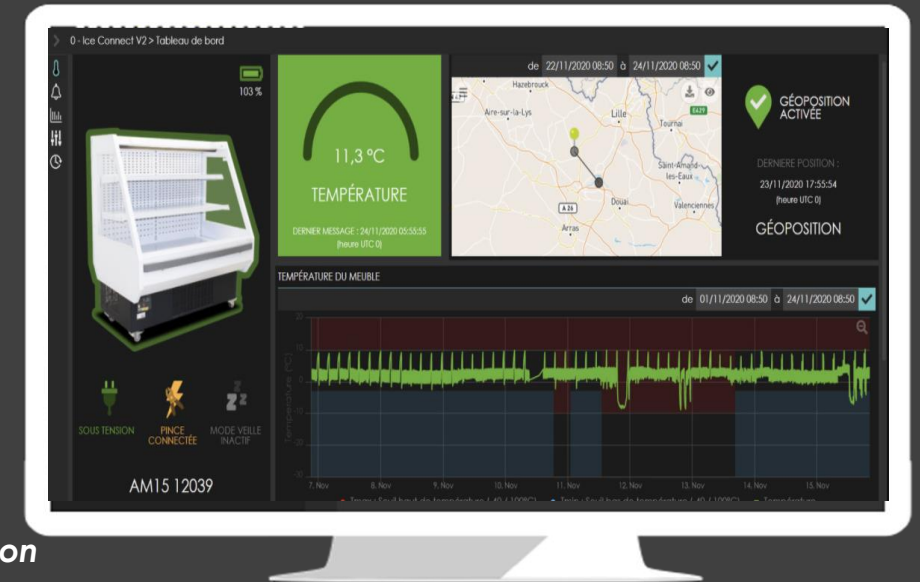 0 - Ice Connect V2 > Tableau de bord
103 %
SOUS TENSION
PINCE
CONNECTÉE
MODE VEILLE
INACTIF
AM15 12039
11,3 °C
TEMPÉRATURE
DERNIER MESSAGE : 24/11/2020 05:55:55
(heure UTC 0)
de 22/11/2020 08:50 à 24/11/2020 08:50
Hazebrouck
Aire-sur-la-Lys
Lille
Tournai
E429
Saint-Amand-
les-Eaux
A 26
Douai
Valenciennes
Arras
GÉOPOSITION
ACTIVÉE
DERNIERE POSITION :
23/11/2020 17:55:54
(heure UTC 0)
GÉOPOSITION
TEMPÉRATURE DU MEUBLE
de 01/11/2020 08:50 à 24/11/2020 08:50
Température (°C)
20
10
0
-10
-20
-30
7. Nov
8. Nov
9. Nov
10. Nov
11. Nov
12. Nov
13. Nov
14. Nov
15. Nov
on